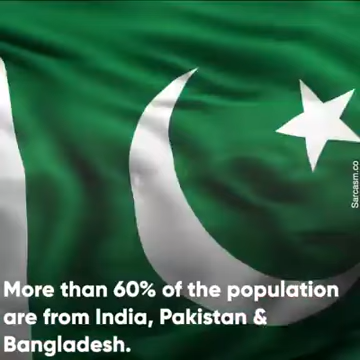 Sarcasm.co
More than 60% of the population
are from India, Pakistan &
Bangladesh.